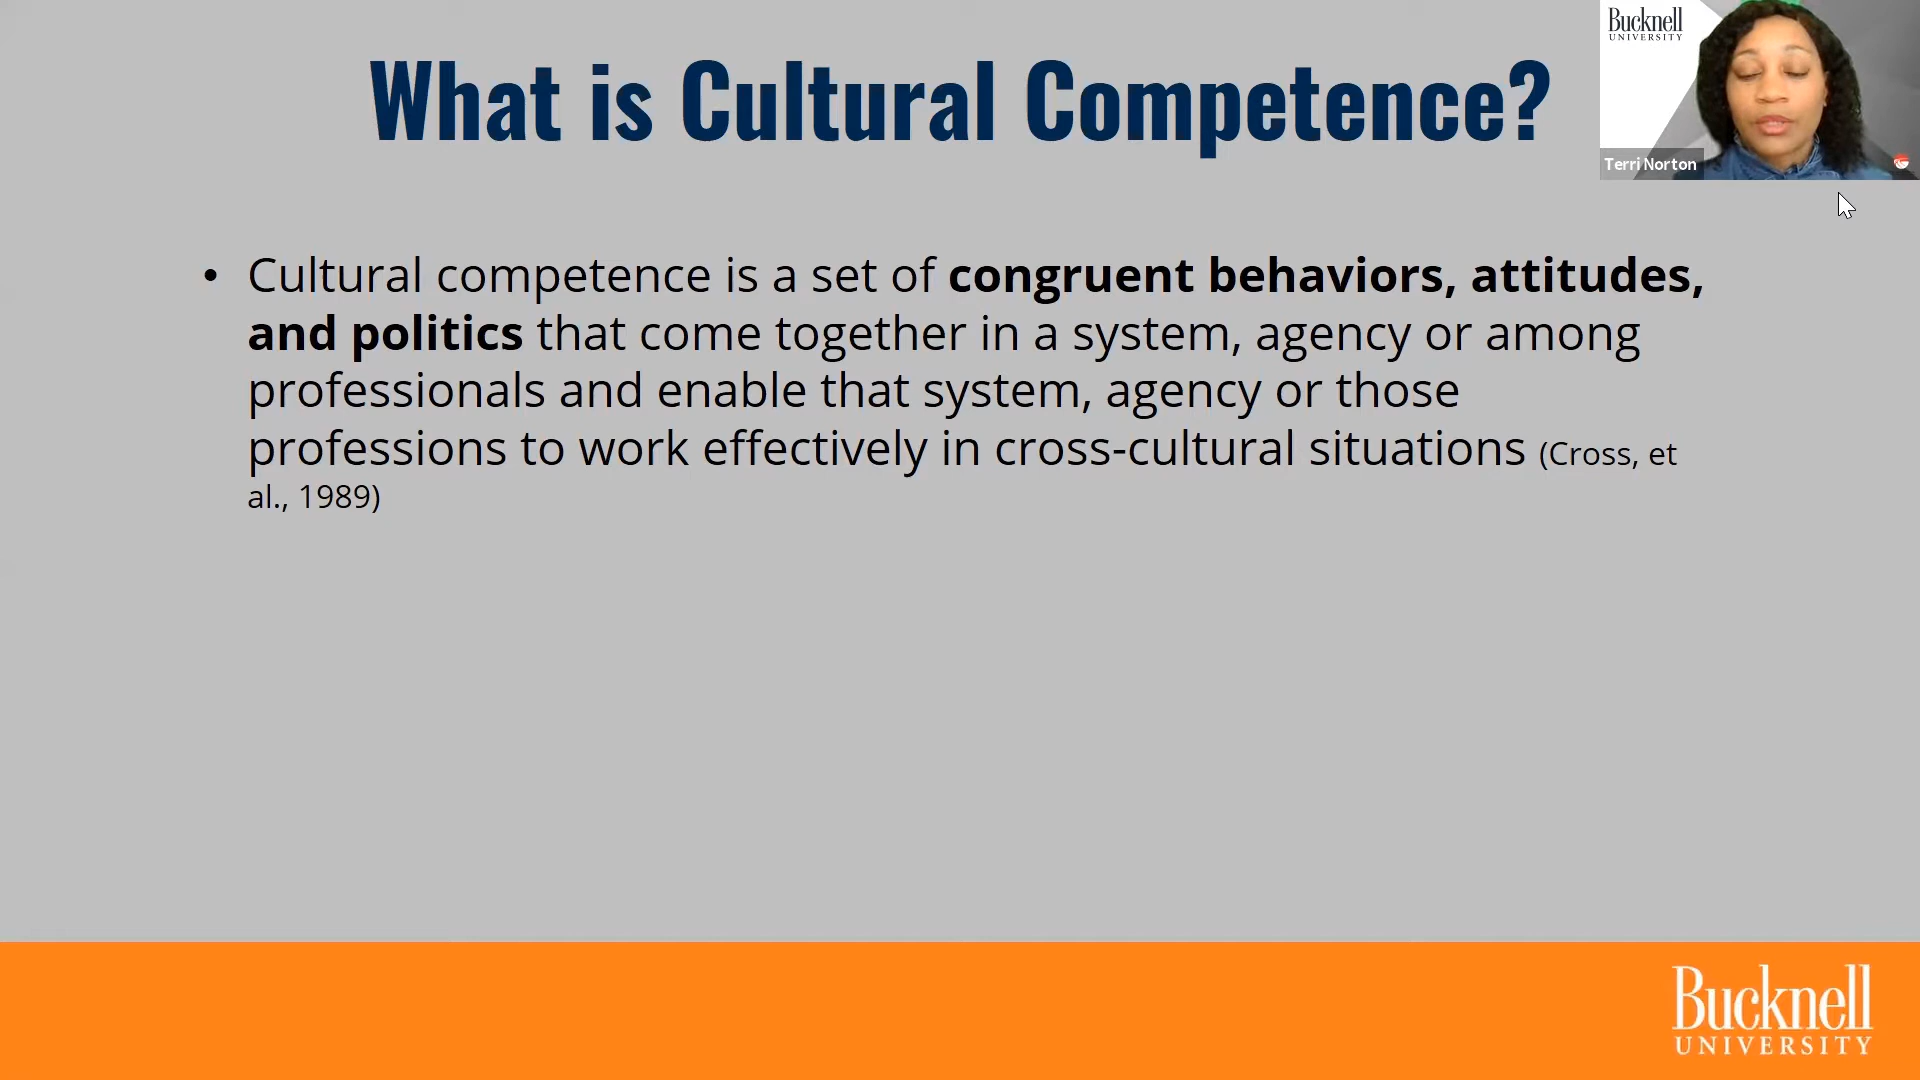 What is Cultural Competence?
Bucknell
UNIVERSITY
Terri Norton
• Cultural competence is a set of congruent behaviors, attitudes,
and politics that come together in a system, agency or among
professionals and enable that system, agency or those
professions to work effectively in cross-cultural situations (Cross, et
al., 1989)
Bucknell
UNIVERSITY